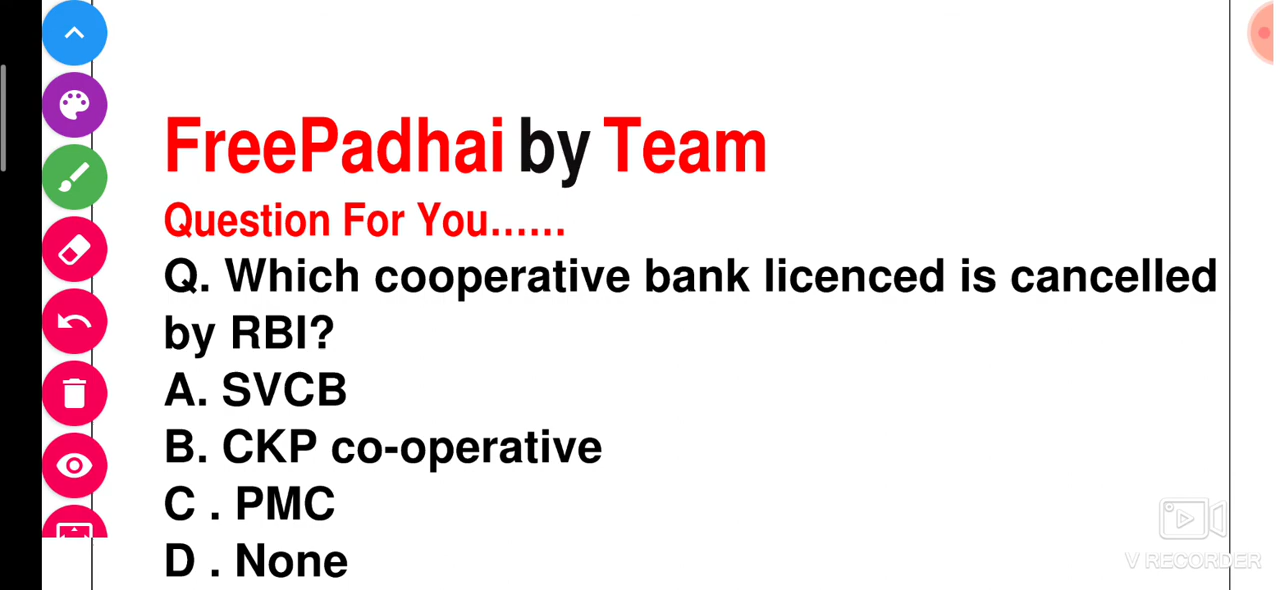 FreePadhai by Team
Question For You......
Q. Which cooperative bank licenced is cancelled
by RBI?
A. SVCB
B. CKP co-operative
C . PMC
D . None
V RECORDER